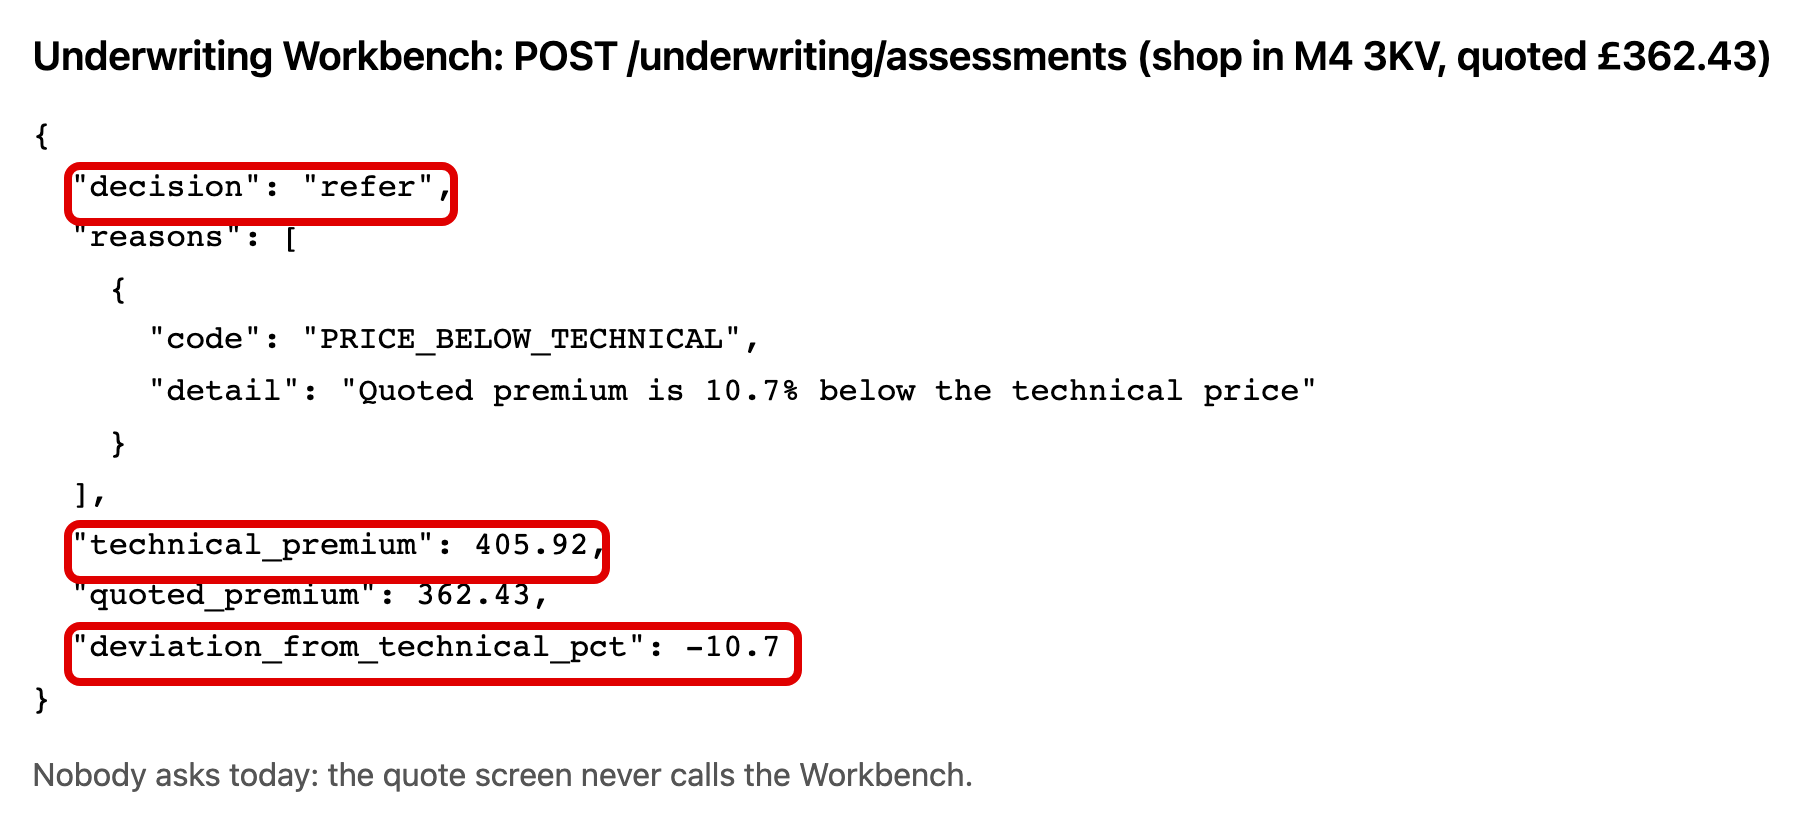 Underwriting Workbench: POST /underwriting/assessments (shop in M4 3KV, quoted £362.43)
{
  "decision": "refer",
  "reasons": [
    {
      "code": "PRICE_BELOW_TECHNICAL",
      "detail": "Quoted premium is 10.7% below the technical price"
    }
  ],
  "technical_premium": 405.92,
  "quoted_premium": 362.43,
  "deviation_from_technical_pct": -10.7
}
Nobody asks today: the quote screen never calls the Workbench.